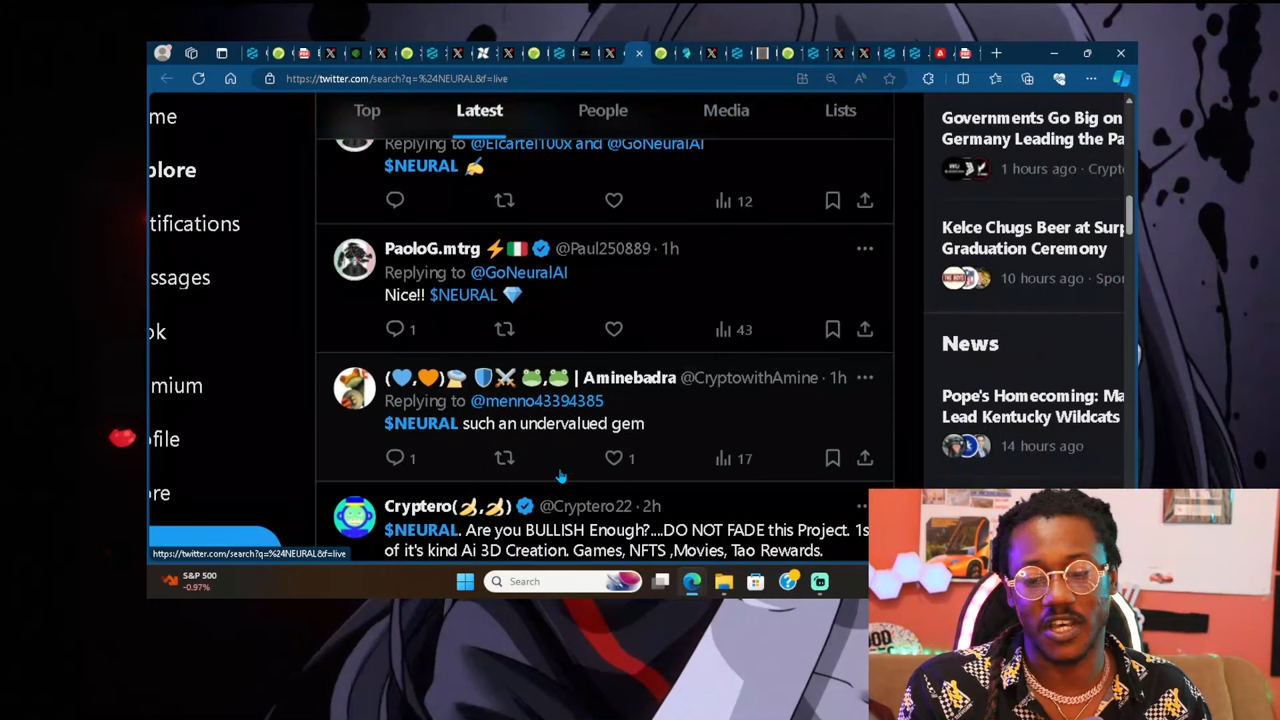 https://twitter.com/search?q=%24NEURAL&f=live
me
plore
tifications
ssages
ok
mium
ofile
ore
https://twitter.com/search?q=%24NEURAL&f=live
Top
Latest
People
Media
Lists
Replying to @Elcartel100x and @GoNeuralAI
$NEURAL ✍️
12
PaoloG.mtrg ⚡🇮🇹 @Paul250889 · 1h
Replying to @GoNeuralAI
Nice!! $NEURAL 💎
1
43
(💙,🧡) 🛡️⚔️ 🐸,🐸 | Aminebadra @CryptowithAmine · 1h
Replying to @menno43394385
$NEURAL such an undervalued gem
1
1
17
Cryptero(🍌,🍌) @Cryptero22 · 2h
$NEURAL. Are you BULLISH Enough?....DO NOT FADE this Project. 1s
of it's kind Ai 3D Creation. Games, NFTS ,Movies, Tao Rewards.
Governments Go Big on
Germany Leading the Pa
1 hours ago · Crypt
Kelce Chugs Beer at Surp
Graduation Ceremony
10 hours ago · Spor
News
Pope's Homecoming: Ma
Lead Kentucky Wildcats
14 hours ago
S&P 500
-0.97%
Search